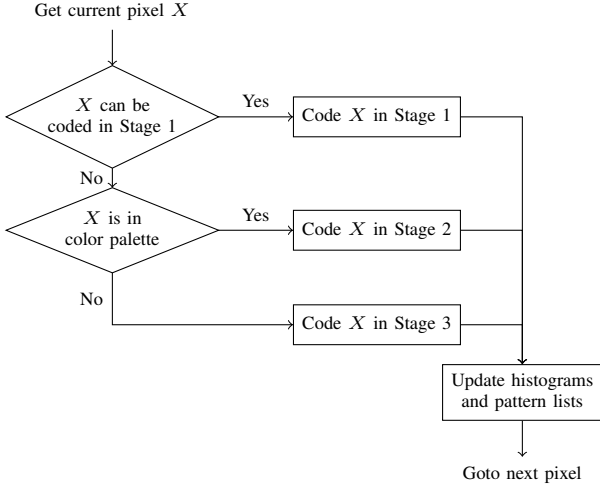 Get current pixel X
X can be
coded in Stage 1
Yes
Code X in Stage 1
No
X is in
color palette
Yes
Code X in Stage 2
No
Code X in Stage 3
Update histograms
and pattern lists
Goto next pixel